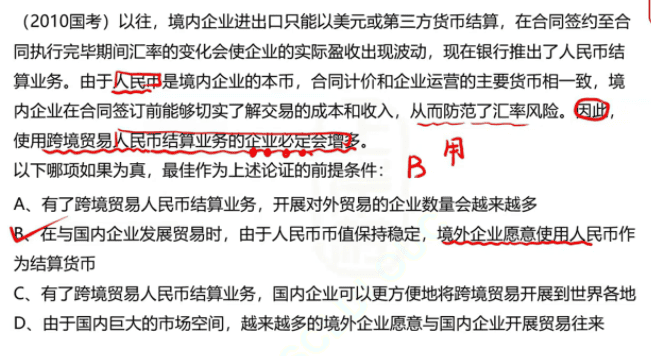 （2010国考）以往，境内企业进出口只能以美元或第三方货币结算，在合同签约至合
同执行完毕期间汇率的变化会使企业的实际盈收出现波动，现在银行推出了人民币结
算业务。由于人民币是境内企业的本币，合同计价和企业运营的主要货币相一致，境
内企业在合同签订前能够切实了解交易的成本和收入，从而防范了汇率风险。因此，
使用跨境贸易人民币结算业务的企业必定会增多。
以下哪项如果为真，最佳作为上述论证的前提条件：
B 用
A、有了跨境贸易人民币结算业务，开展对外贸易的企业数量会越来越多
B、在与国内企业发展贸易时，由于人民币币值保持稳定，境外企业愿意使用人民币作
为结算货币
C、有了跨境贸易人民币结算业务，国内企业可以更方便地将跨境贸易开展到世界各地
D、由于国内巨大的市场空间，越来越多的境外企业愿意与国内企业开展贸易往来